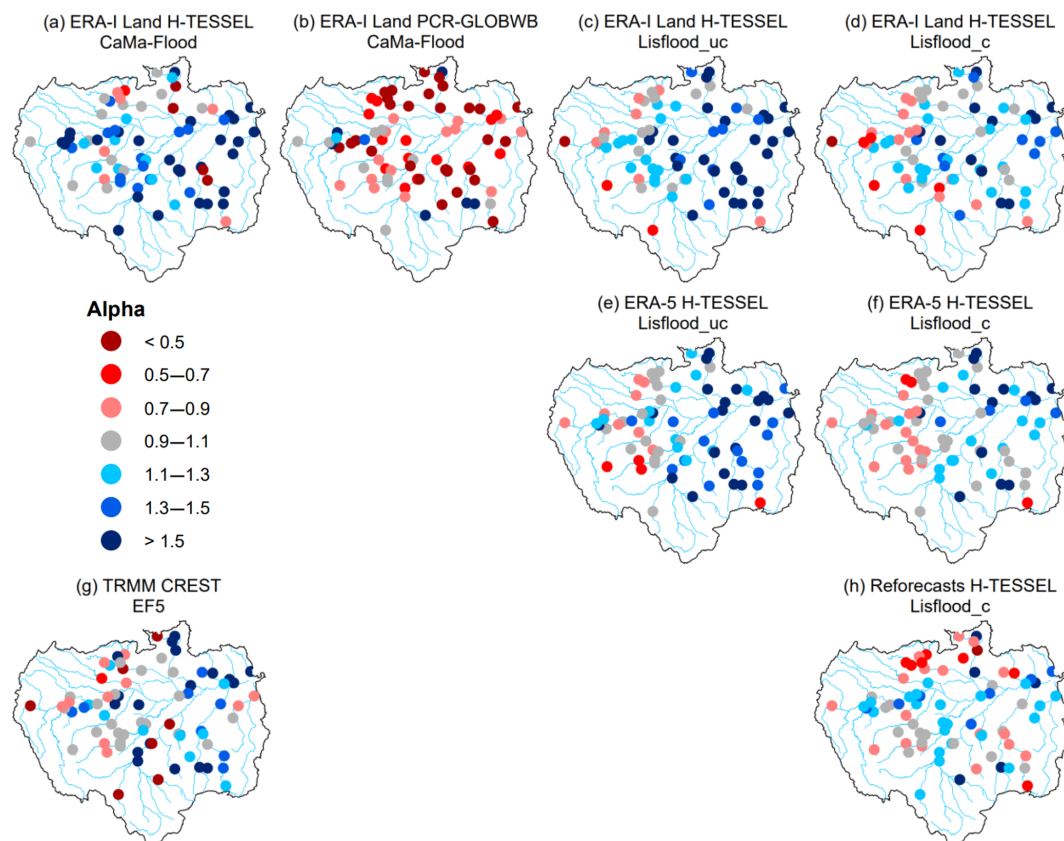 (a) ERA-I Land H-TESSEL
CaMa-Flood
(b) ERA-I Land PCR-GLOBWB
CaMa-Flood
(c) ERA-I Land H-TESSEL
Lisflood_uc
(d) ERA-I Land H-TESSEL
Lisflood_c
Alpha
< 0.5
0.5—0.7
0.7—0.9
0.9—1.1
1.1—1.3
1.3—1.5
> 1.5
(e) ERA-5 H-TESSEL
Lisflood_uc
(f) ERA-5 H-TESSEL
Lisflood_c
(g) TRMM CREST
EF5
(h) Reforecasts H-TESSEL
Lisflood_c